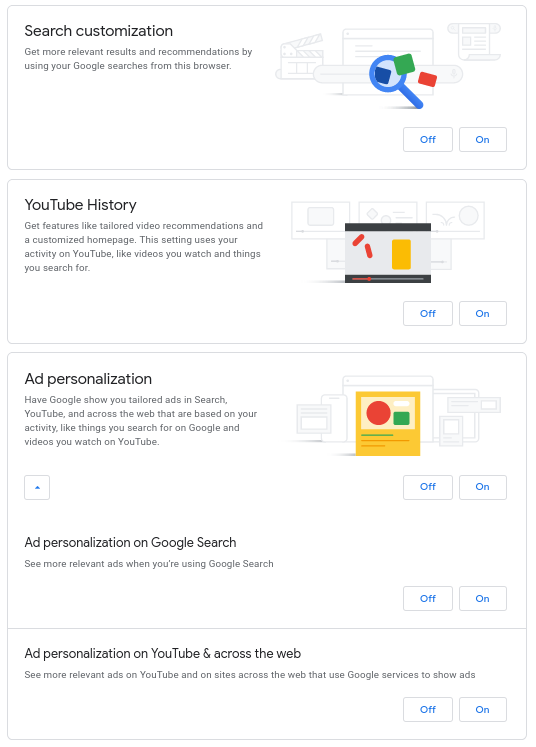 Search customization
Get more relevant results and recommendations by
using your Google searches from this browser.
Off
On
YouTube History
Get features like tailored video recommendations and
a customized homepage. This setting uses your
activity on YouTube, like videos you watch and things
you search for.
Off
On
Ad personalization
Have Google show you tailored ads in Search,
YouTube, and across the web that are based on your
activity, like things you search for on Google and
videos you watch on YouTube.
Off
On
Ad personalization on Google Search
See more relevant ads when you're using Google Search
Off
On
Ad personalization on YouTube & across the web
See more relevant ads on YouTube and on sites across the web that use Google services to show ads
Off
On